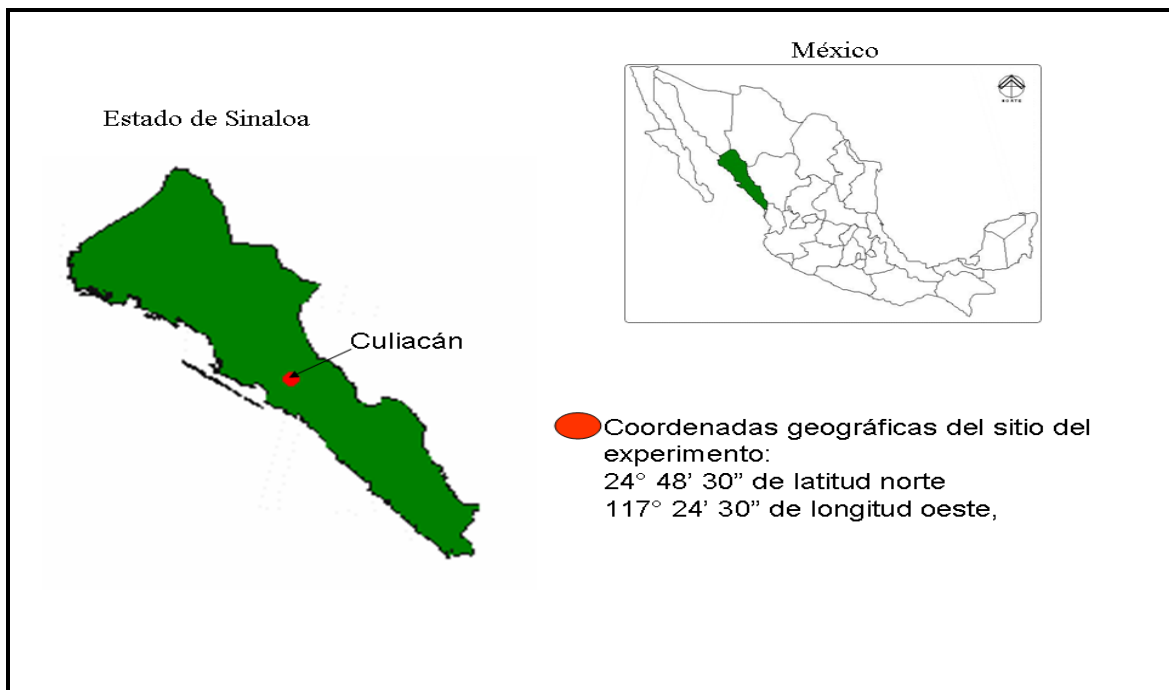 México
NORTE
Estado de Sinaloa
Culiacán
Coordenadas geográficas del sitio del
experimento:
24° 48’ 30” de latitud norte
117° 24’ 30” de longitud oeste,